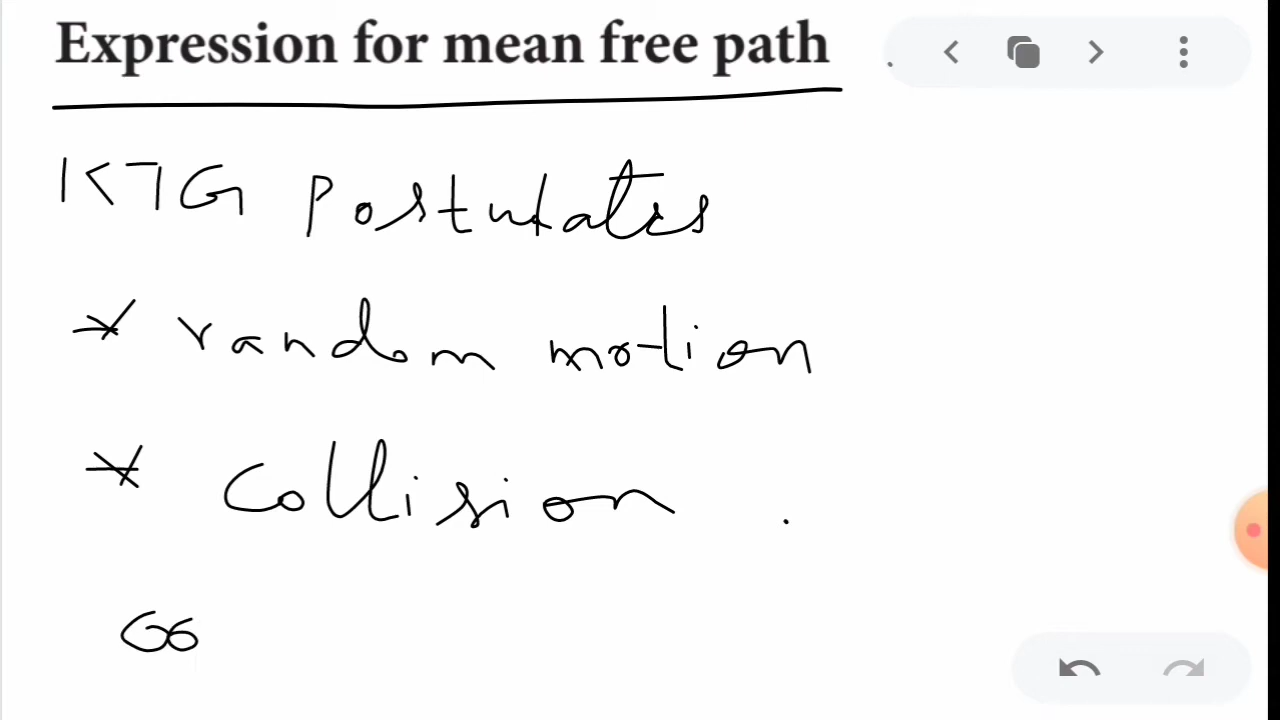 Expression for mean free path
KTG Postulates
* random motion
* Collision